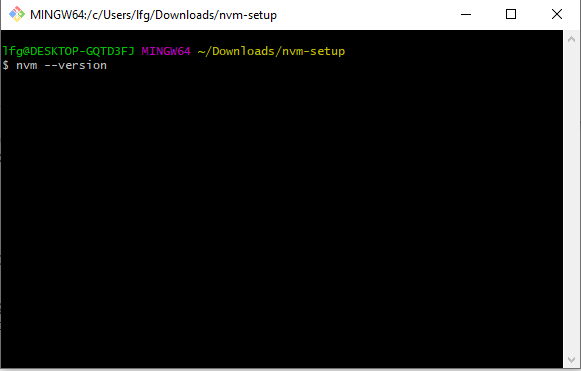 MINGW64:/c/Users/lfg/Downloads/nvm-setup
lfg@DESKTOP-GQTD3FJ MINGW64 ~/Downloads/nvm-setup
$ nvm --version